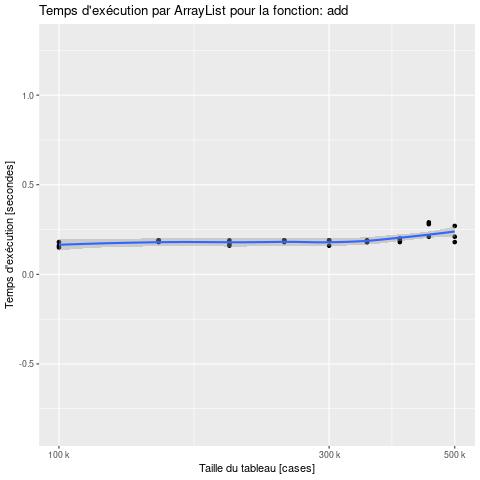 Temps d'exécution par ArrayList pour la fonction: add
Temps d'exécution [secondes]
1.0
0.5
0.0
-0.5
100 k
300 k
500 k
Taille du tableau [cases]